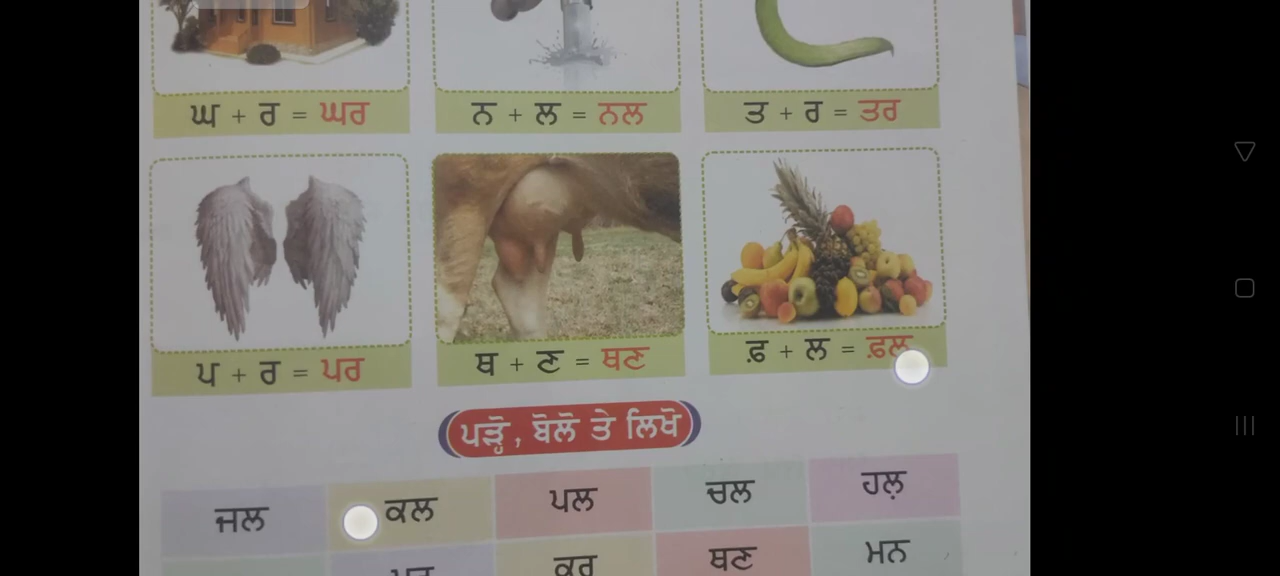 ਘ + ਰ = ਘਰ
ਨ + ਲ = ਨਲ
ਤ + ਰ = ਤਰ
ਪ + ਰ = ਪਰ
ਥ + ਣ = ਥਣ
ਫ਼ + ਲ = ਫ਼ਲ
ਪੜ੍ਹੋ, ਬੋਲੋ ਤੇ ਲਿਖੋ
ਜਲ ਕਲ ਪਲ ਚਲ ਹਲ਼
ਕਰ ਥਣ ਮਨ